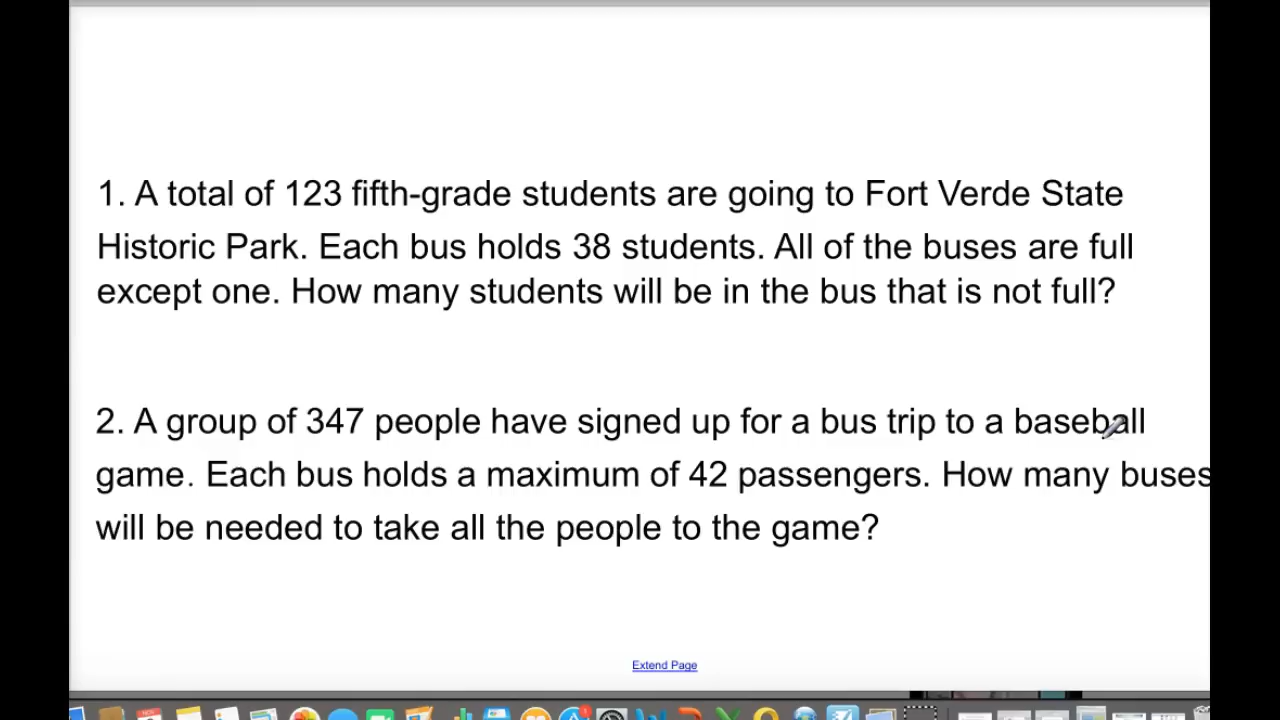 1. A total of 123 fifth-grade students are going to Fort Verde State
Historic Park. Each bus holds 38 students. All of the buses are full
except one. How many students will be in the bus that is not full?
2. A group of 347 people have signed up for a bus trip to a baseball
game. Each bus holds a maximum of 42 passengers. How many buses
will be needed to take all the people to the game?
Extend Page